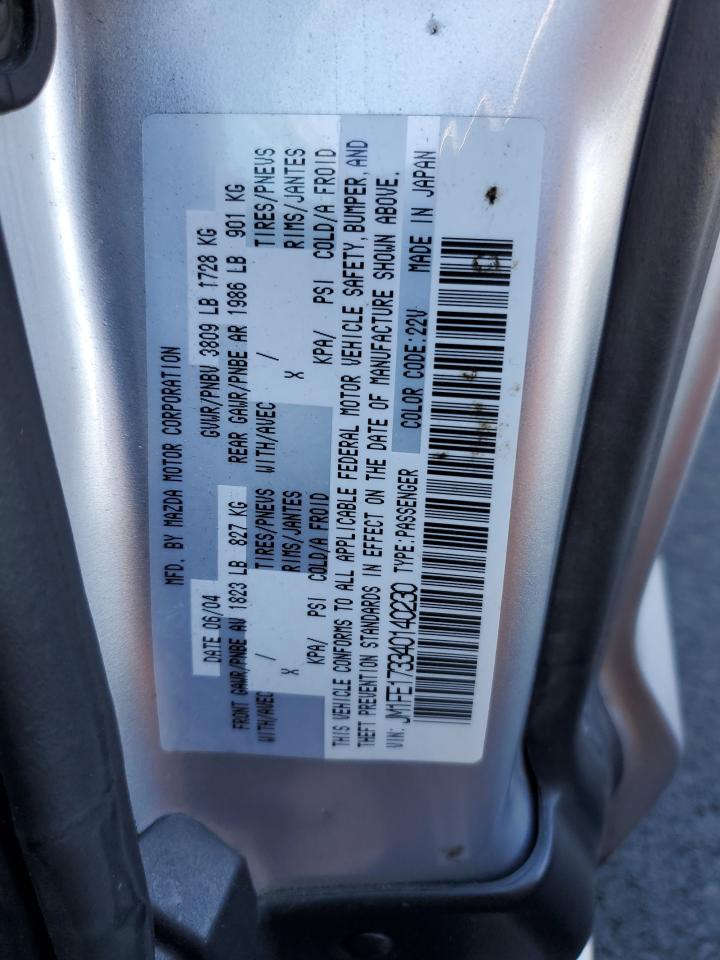 MFD. BY MAZDA MOTOR CORPORATION
DATE 06/04 GVWR/PNBV 3809 LB 1728 KG
FRONT GAWR/PNBE AV 1823 LB 827 KG REAR GAWR/PNBE AR 1986 LB 901 KG
WITH/AVEC / TIRES/PNEUS WITH/AVEC / TIRES/PNEUS
X RIMS/JANTES X RIMS/JANTES
KPA/ PSI COLD/A FROID KPA/ PSI COLD/A FROID
THIS VEHICLE CONFORMS TO ALL APPLICABLE FEDERAL MOTOR VEHICLE SAFETY, BUMPER, AND
THEFT PREVENTION STANDARDS IN EFFECT ON THE DATE OF MANUFACTURE SHOWN ABOVE.
VIN: JM1FE173340140230 TYPE:PASSENGER COLOR CODE:22V MADE IN JAPAN